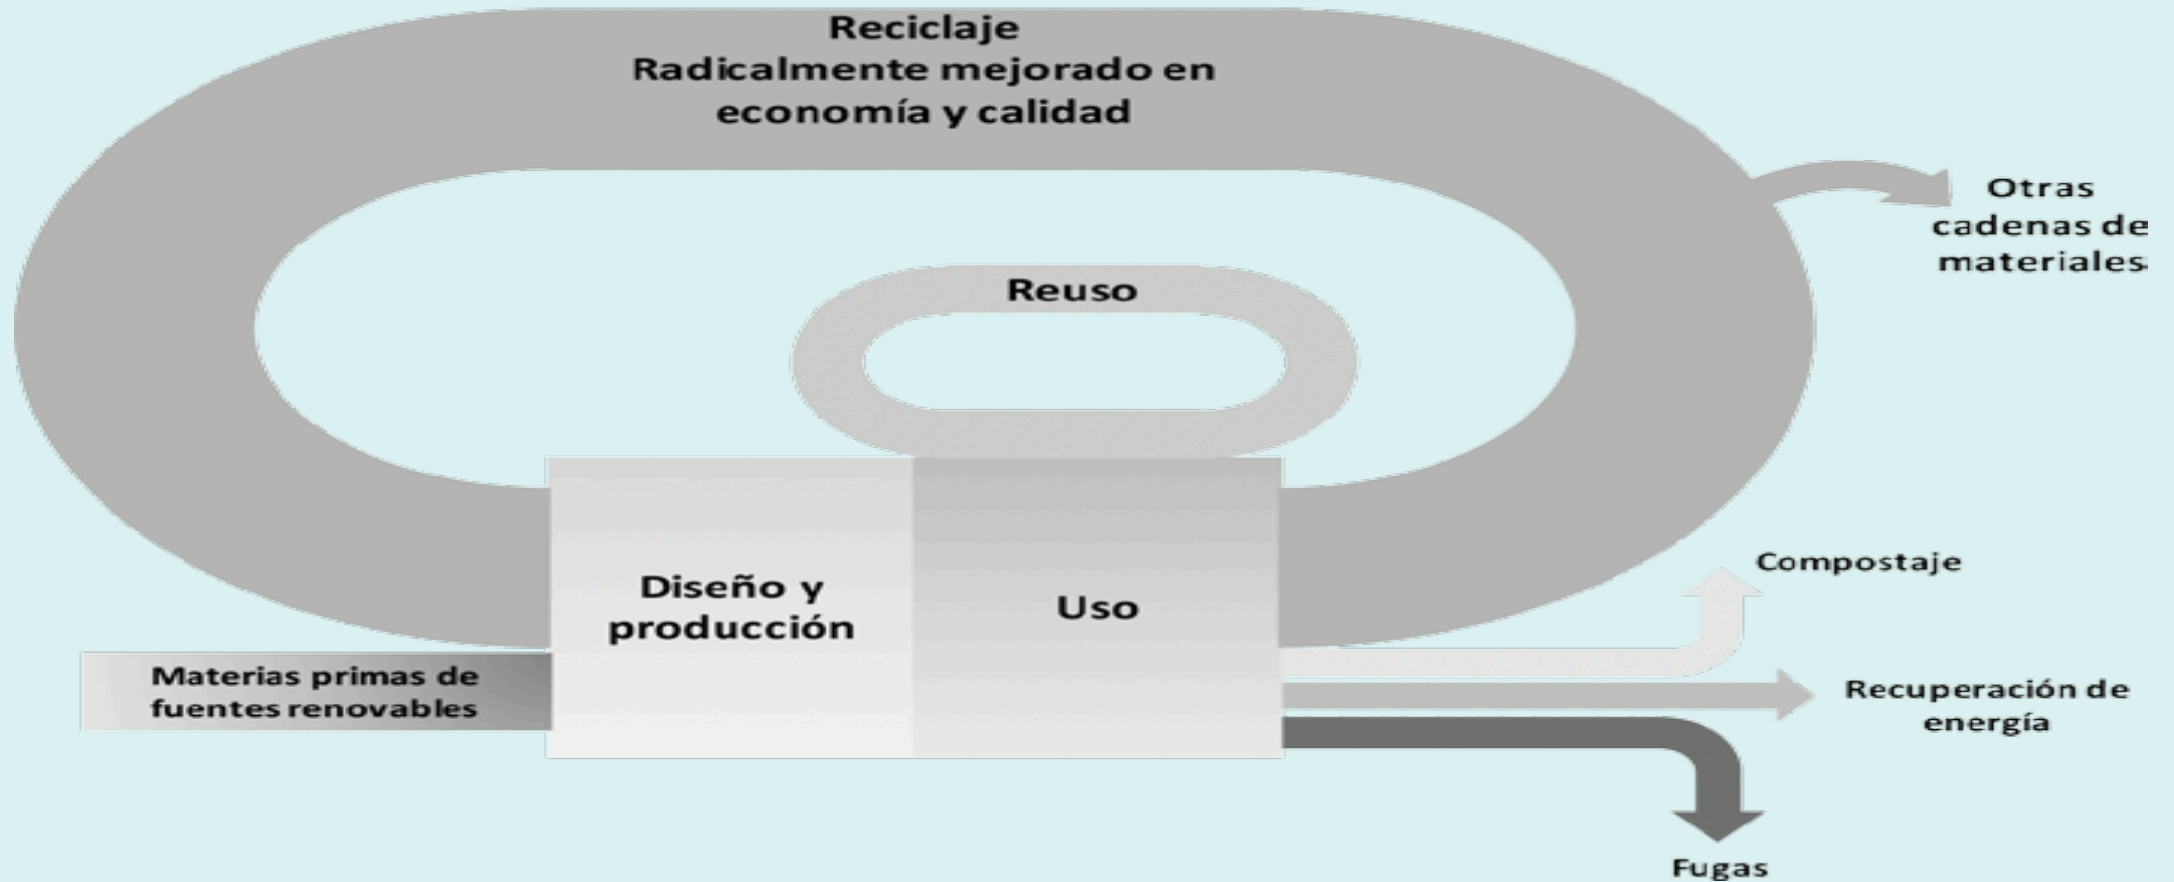 Reciclaje
Radicalmente mejorado en
economía y calidad
Otras
cadenas de
materiales
Reuso
Compostaje
Diseño y
producción
Uso
Materias primas de
fuentes renovables
Recuperación de
energía
Fugas